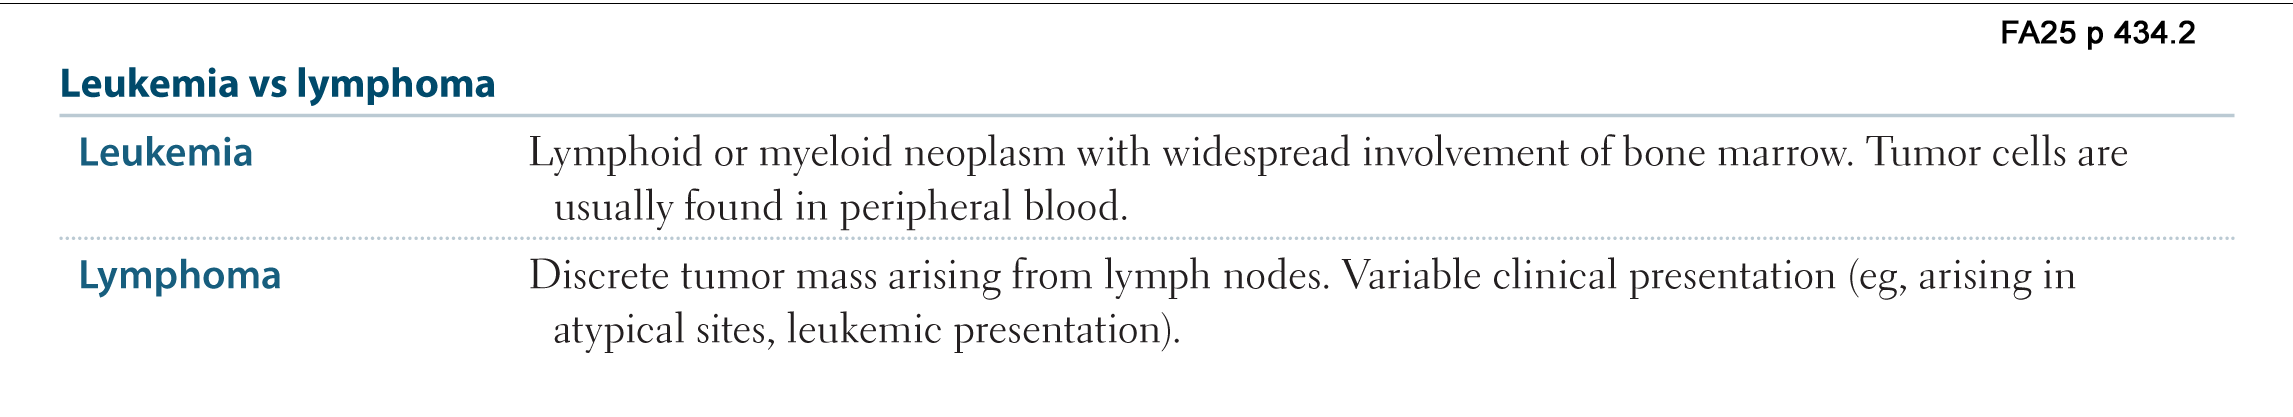 FA25 p 434.2
Leukemia vs lymphoma
Leukemia
Lymphoid or myeloid neoplasm with widespread involvement of bone marrow. Tumor cells are
usually found in peripheral blood.
Lymphoma
Discrete tumor mass arising from lymph nodes. Variable clinical presentation (eg, arising in
atypical sites, leukemic presentation).